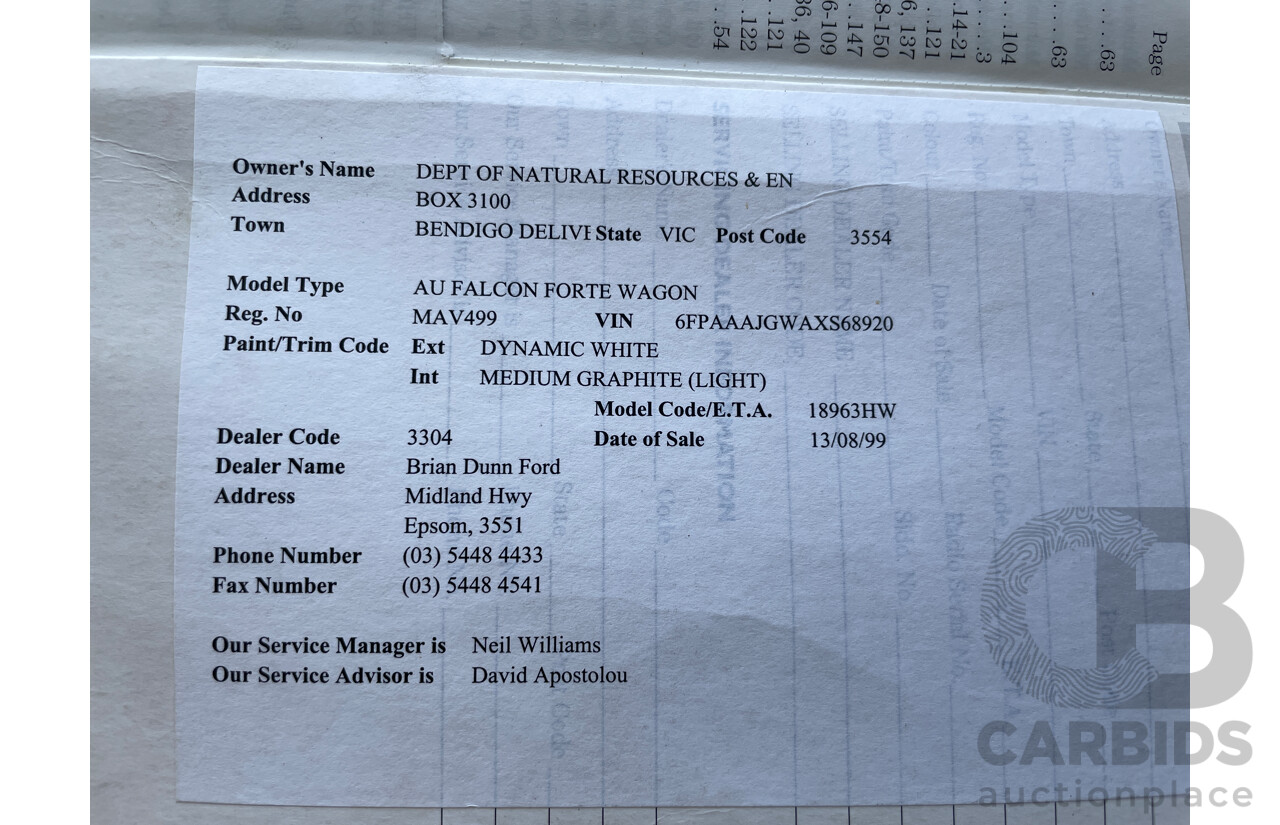 Page
. . . . .63
. . . . .63
. . .104
. . . . .3
.14-21
. . .121
6, 137
8-150
. . .147
6-109
36, 40
. .121
. .122
. . .54
Owner's Name DEPT OF NATURAL RESOURCES & EN
Address BOX 3100
Town BENDIGO DELIVE State VIC Post Code 3554
Model Type AU FALCON FORTE WAGON
Reg. No MAV499 VIN 6FPAAAJGWAXS68920
Paint/Trim Code Ext DYNAMIC WHITE
Int MEDIUM GRAPHITE (LIGHT)
Model Code/E.T.A. 18963HW
Dealer Code 3304 Date of Sale 13/08/99
Dealer Name Brian Dunn Ford
Address Midland Hwy
Epsom, 3551
Phone Number (03) 5448 4433
Fax Number (03) 5448 4541
Our Service Manager is Neil Williams
Our Service Advisor is David Apostolou
SERVICING DEALER INFORMATION
CB
CARBIDS
auctionplace